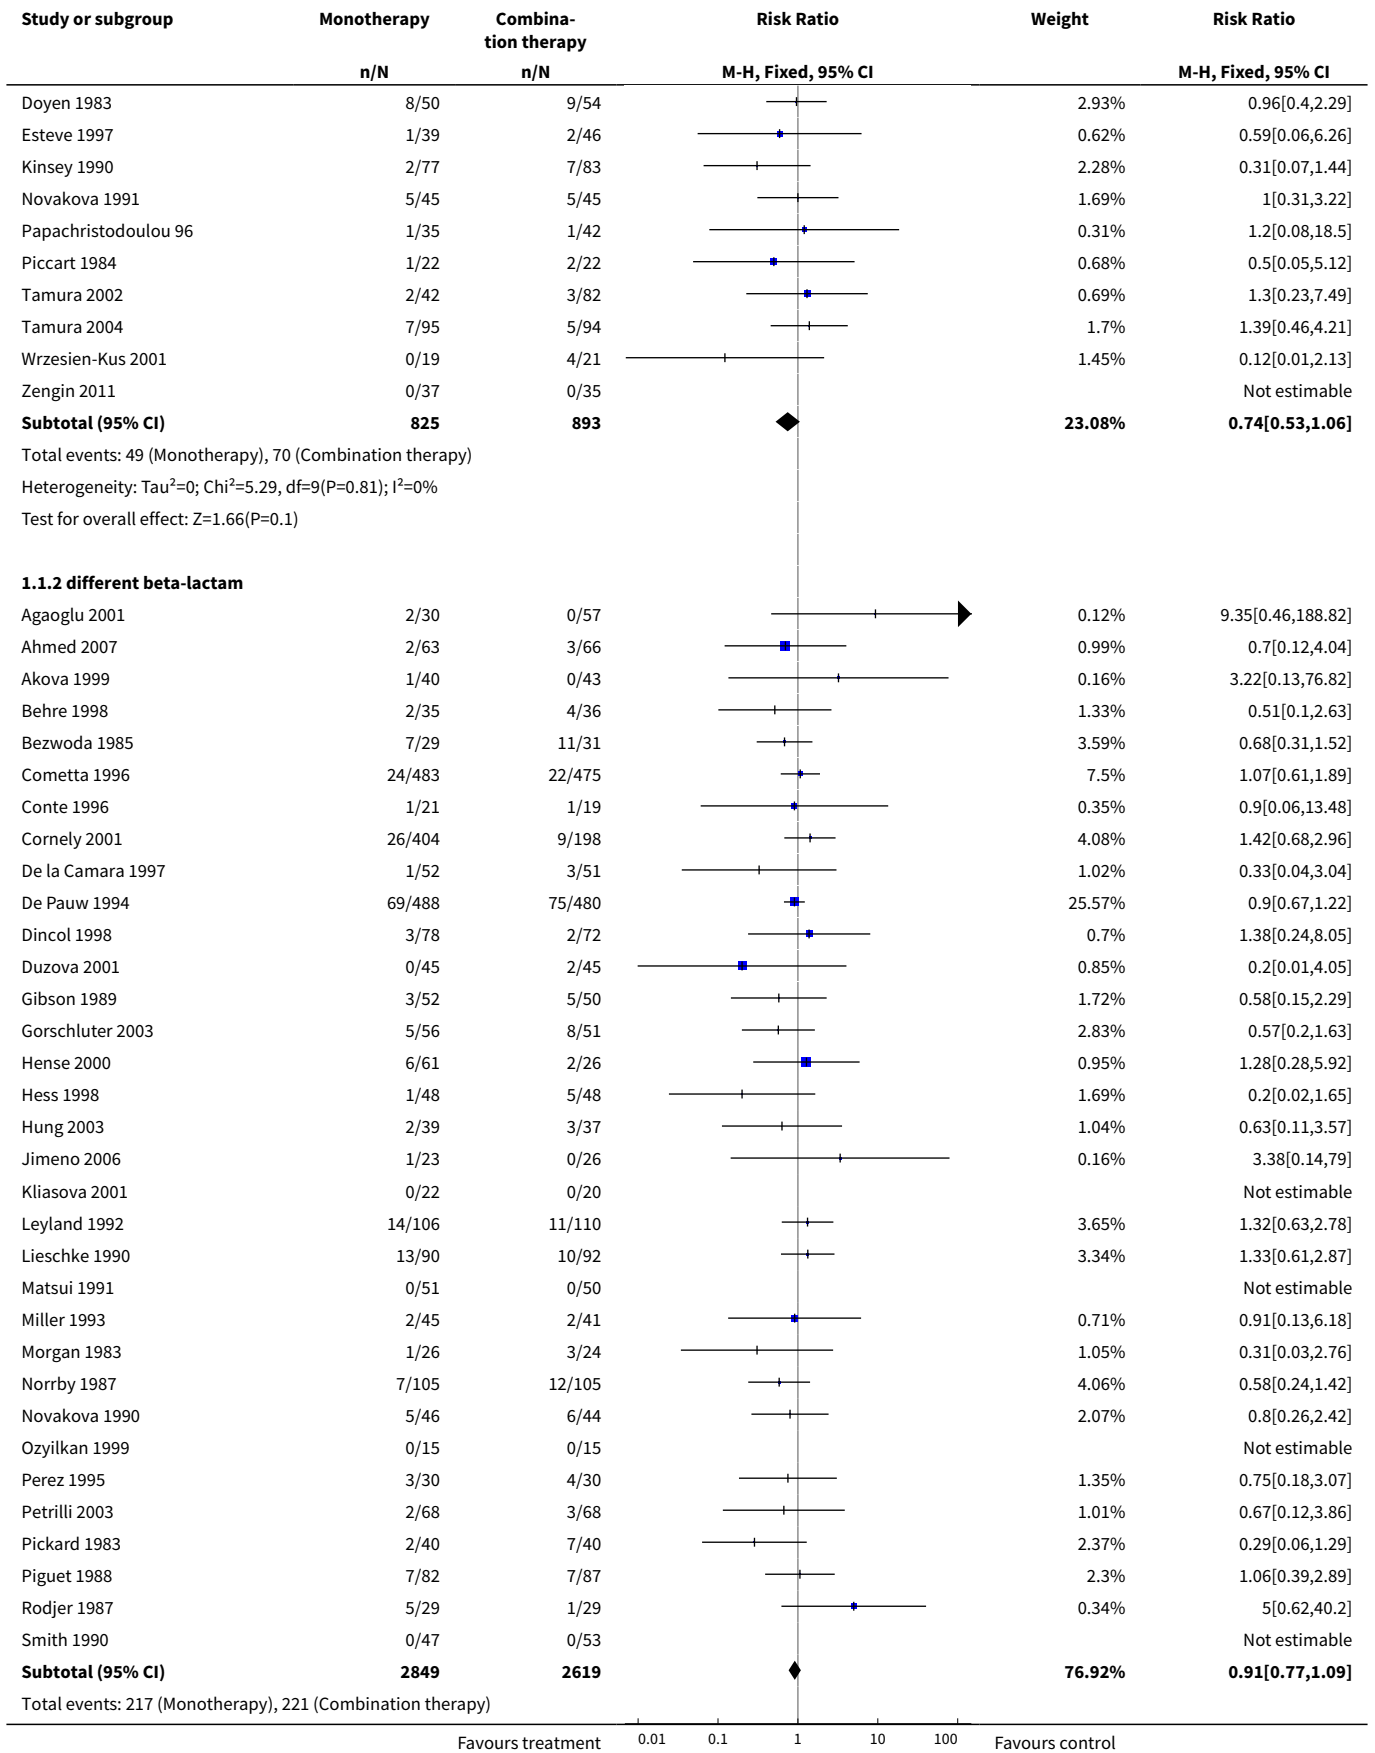 Study or subgroup Monotherapy Combina-tion therapy Risk Ratio Weight Risk Ratio
n/N n/N M-H, Fixed, 95% CI M-H, Fixed, 95% CI
Doyen 1983 8/50 9/54 2.93% 0.96[0.4,2.29]
Esteve 1997 1/39 2/46 0.62% 0.59[0.06,6.26]
Kinsey 1990 2/77 7/83 2.28% 0.31[0.07,1.44]
Novakova 1991 5/45 5/45 1.69% 1[0.31,3.22]
Papachristodoulou 96 1/35 1/42 0.31% 1.2[0.08,18.5]
Piccart 1984 1/22 2/22 0.68% 0.5[0.05,5.12]
Tamura 2002 2/42 3/82 0.69% 1.3[0.23,7.49]
Tamura 2004 7/95 5/94 1.7% 1.39[0.46,4.21]
Wrzesien-Kus 2001 0/19 4/21 1.45% 0.12[0.01,2.13]
Zengin 2011 0/37 0/35 Not estimable
Subtotal (95% CI) 825 893 23.08% 0.74[0.53,1.06]
Total events: 49 (Monotherapy), 70 (Combination therapy)
Heterogeneity: Tau²=0; Chi²=5.29, df=9(P=0.81); I²=0%
Test for overall effect: Z=1.66(P=0.1)
1.1.2 different beta-lactam
Agaoglu 2001 2/30 0/57 0.12% 9.35[0.46,188.82]
Ahmed 2007 2/63 3/66 0.99% 0.7[0.12,4.04]
Akova 1999 1/40 0/43 0.16% 3.22[0.13,76.82]
Behre 1998 2/35 4/36 1.33% 0.51[0.1,2.63]
Bezwoda 1985 7/29 11/31 3.59% 0.68[0.31,1.52]
Cometta 1996 24/483 22/475 7.5% 1.07[0.61,1.89]
Conte 1996 1/21 1/19 0.35% 0.9[0.06,13.48]
Cornely 2001 26/404 9/198 4.08% 1.42[0.68,2.96]
De la Camara 1997 1/52 3/51 1.02% 0.33[0.04,3.04]
De Pauw 1994 69/488 75/480 25.57% 0.9[0.67,1.22]
Dincol 1998 3/78 2/72 0.7% 1.38[0.24,8.05]
Duzova 2001 0/45 2/45 0.85% 0.2[0.01,4.05]
Gibson 1989 3/52 5/50 1.72% 0.58[0.15,2.29]
Gorschluter 2003 5/56 8/51 2.83% 0.57[0.2,1.63]
Hense 2000 6/61 2/26 0.95% 1.28[0.28,5.92]
Hess 1998 1/48 5/48 1.69% 0.2[0.02,1.65]
Hung 2003 2/39 3/37 1.04% 0.63[0.11,3.57]
Jimeno 2006 1/23 0/26 0.16% 3.38[0.14,79]
Kliasova 2001 0/22 0/20 Not estimable
Leyland 1992 14/106 11/110 3.65% 1.32[0.63,2.78]
Lieschke 1990 13/90 10/92 3.34% 1.33[0.61,2.87]
Matsui 1991 0/51 0/50 Not estimable
Miller 1993 2/45 2/41 0.71% 0.91[0.13,6.18]
Morgan 1983 1/26 3/24 1.05% 0.31[0.03,2.76]
Norrby 1987 7/105 12/105 4.06% 0.58[0.24,1.42]
Novakova 1990 5/46 6/44 2.07% 0.8[0.26,2.42]
Ozyilkan 1999 0/15 0/15 Not estimable
Perez 1995 3/30 4/30 1.35% 0.75[0.18,3.07]
Petrilli 2003 2/68 3/68 1.01% 0.67[0.12,3.86]
Pickard 1983 2/40 7/40 2.37% 0.29[0.06,1.29]
Piguet 1988 7/82 7/87 2.3% 1.06[0.39,2.89]
Rodjer 1987 5/29 1/29 0.34% 5[0.62,40.2]
Smith 1990 0/47 0/53 Not estimable
Subtotal (95% CI) 2849 2619 76.92% 0.91[0.77,1.09]
Total events: 217 (Monotherapy), 221 (Combination therapy)
Favours treatment 0.01 0.1 1 10 100 Favours control